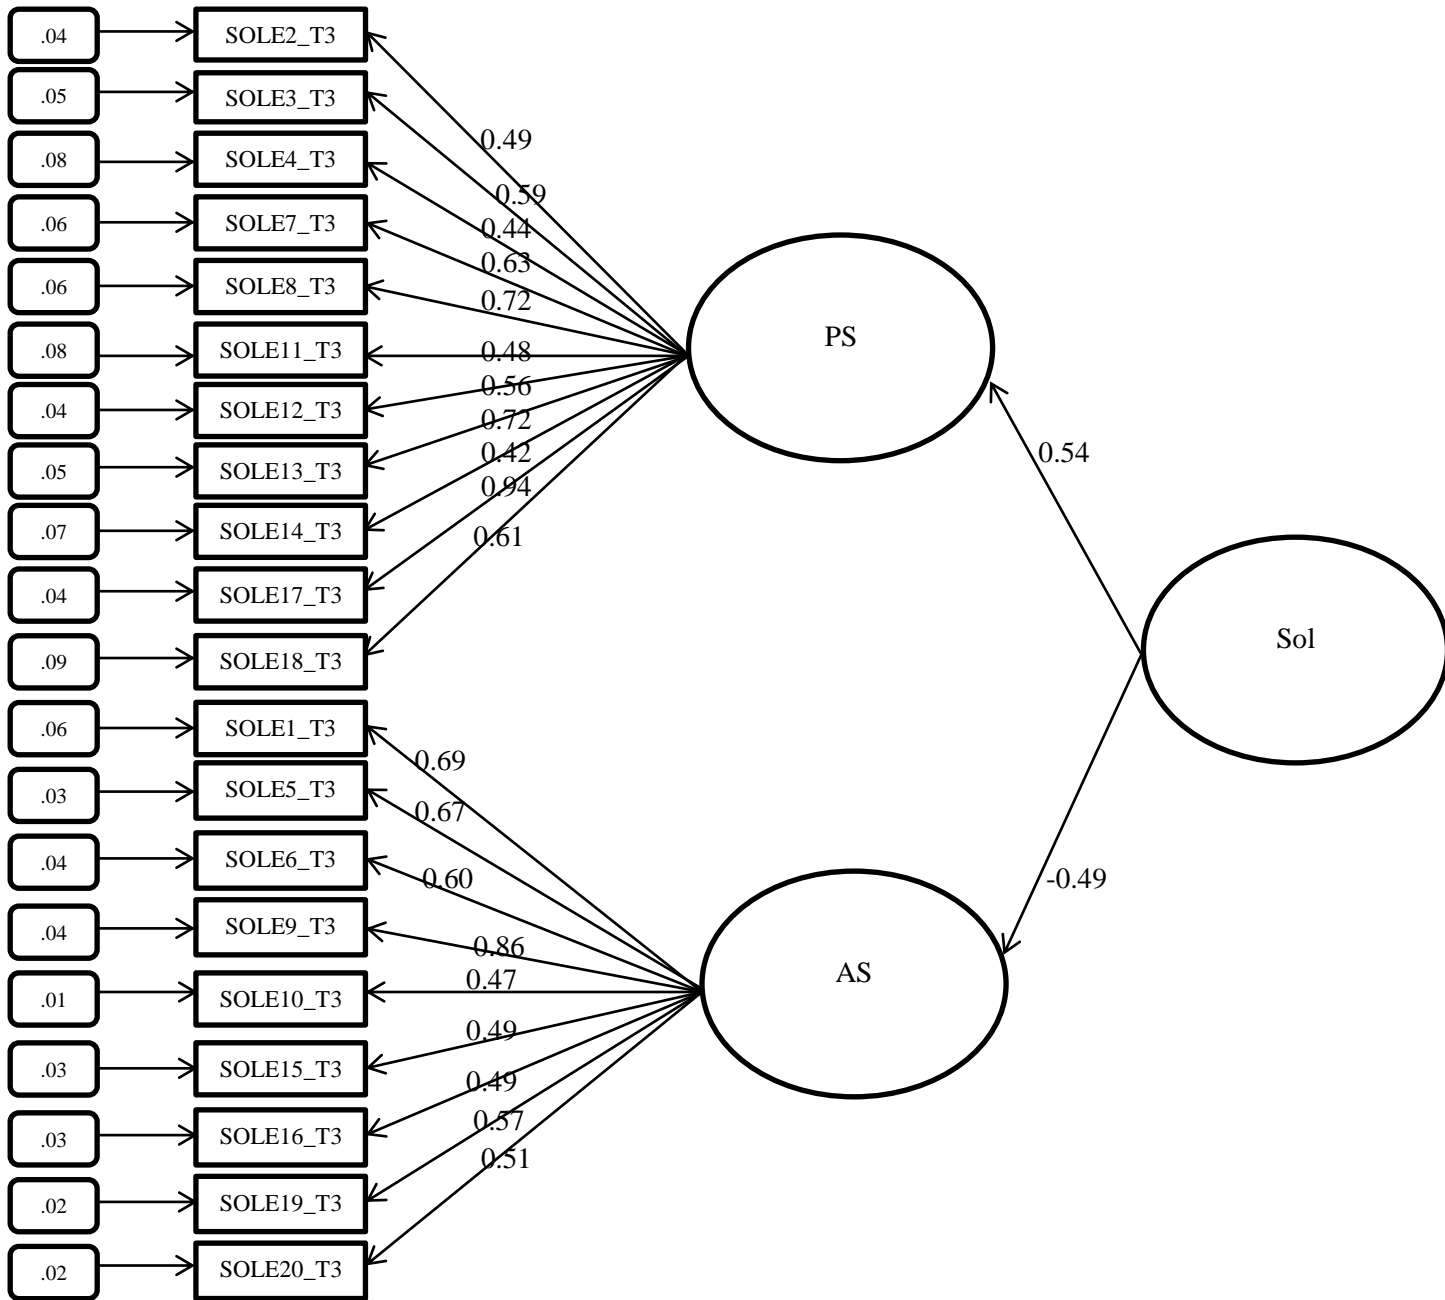 .04 SOLE2_T3
.05 SOLE3_T3
.08 SOLE4_T3
.06 SOLE7_T3
.06 SOLE8_T3
.08 SOLE11_T3
.04 SOLE12_T3
.05 SOLE13_T3
.07 SOLE14_T3
.04 SOLE17_T3
.09 SOLE18_T3
.06 SOLE1_T3
.03 SOLE5_T3
.04 SOLE6_T3
.04 SOLE9_T3
.01 SOLE10_T3
.03 SOLE15_T3
.03 SOLE16_T3
.02 SOLE19_T3
.02 SOLE20_T3
0.49
0.59
0.44
0.63
0.72
0.48
0.56
0.72
0.42
0.94
0.61
0.69
0.67
0.60
0.86
0.47
0.49
0.49
0.57
0.51
PS
AS
0.54
-0.49
Sol